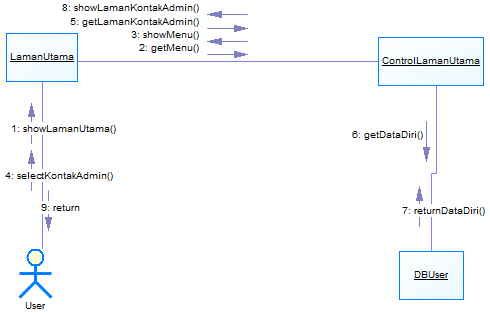 8: showLamanKontakAdmin()
5: getLamanKontakAdmin()
3: showMenu()
2: getMenu()
LamanUtama
ControlLamanUtama
1: showLamanUtama()
6: getDataDiri()
4: selectKontakAdmin()
9: return
7: returnDataDiri()
User
DBUser